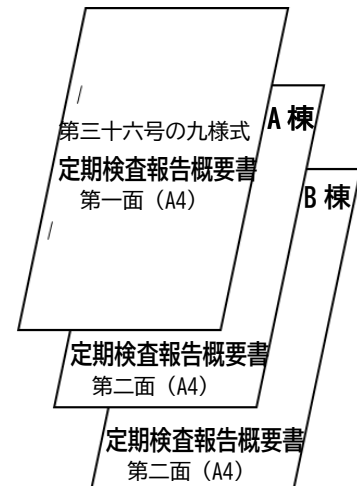 第三十六号の九様式
定期検査報告概要書
第一面（A4）
A 棟
定期検査報告概要書
第二面（A4）
B 棟
定期検査報告概要書
第二面（A4）